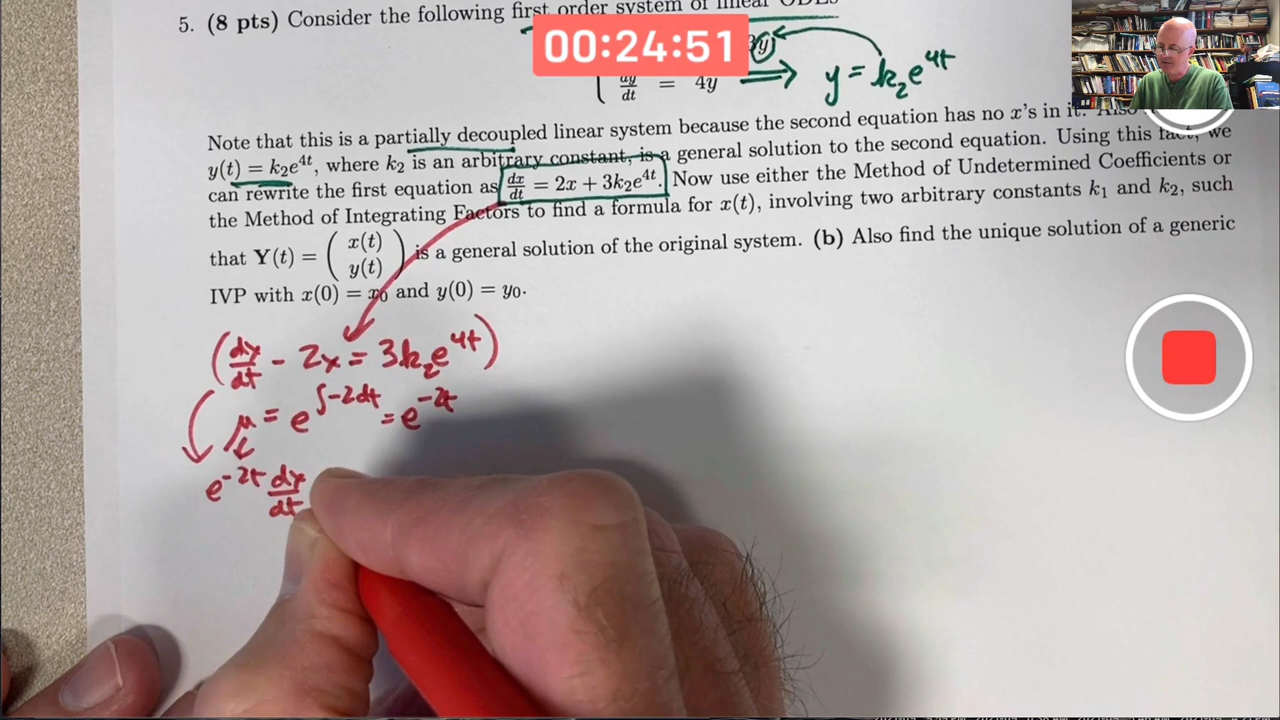 5. (8 pts) Consider the following first order system of linear ODEs
00:24:51
3y
dy/dt = 4y ⟹ y = k₂e^{4t}
Note that this is a partially decoupled linear system because the second equation has no x's in it. Also
y(t) = k₂e^{4t}, where k₂ is an arbitrary constant, is a general solution to the second equation. Using this fact, we
can rewrite the first equation as dx/dt = 2x + 3k₂e^{4t}. Now use either the Method of Undetermined Coefficients or
the Method of Integrating Factors to find a formula for x(t), involving two arbitrary constants k₁ and k₂, such
that Y(t) = ( x(t) y(t) ) is a general solution of the original system. (b) Also find the unique solution of a generic
IVP with x(0) = x₀ and y(0) = y₀.
(dx/dt - 2x = 3k₂e^{4t})
μ = e^{∫-2dt} = e^{-2t}
e^{-2t} dx/dt